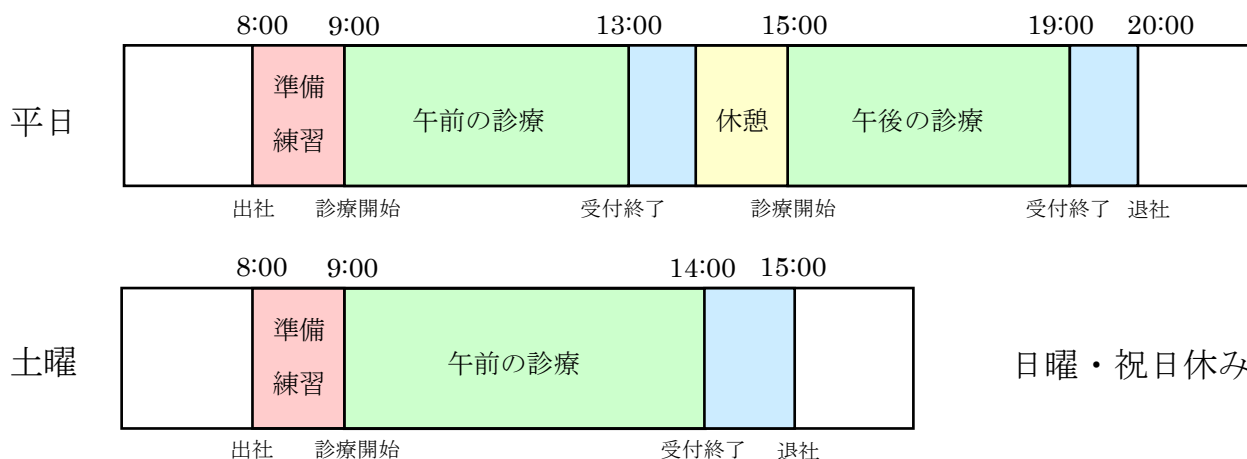 8:00 9:00 13:00 15:00 19:00 20:00
平日
準備
練習
午前の診療
休憩
午後の診療
出社 診療開始 受付終了 診療開始 受付終了 退社
8:00 9:00 14:00 15:00
土曜
準備
練習
午前の診療
日曜・祝日休み
出社 診療開始 受付終了 退社